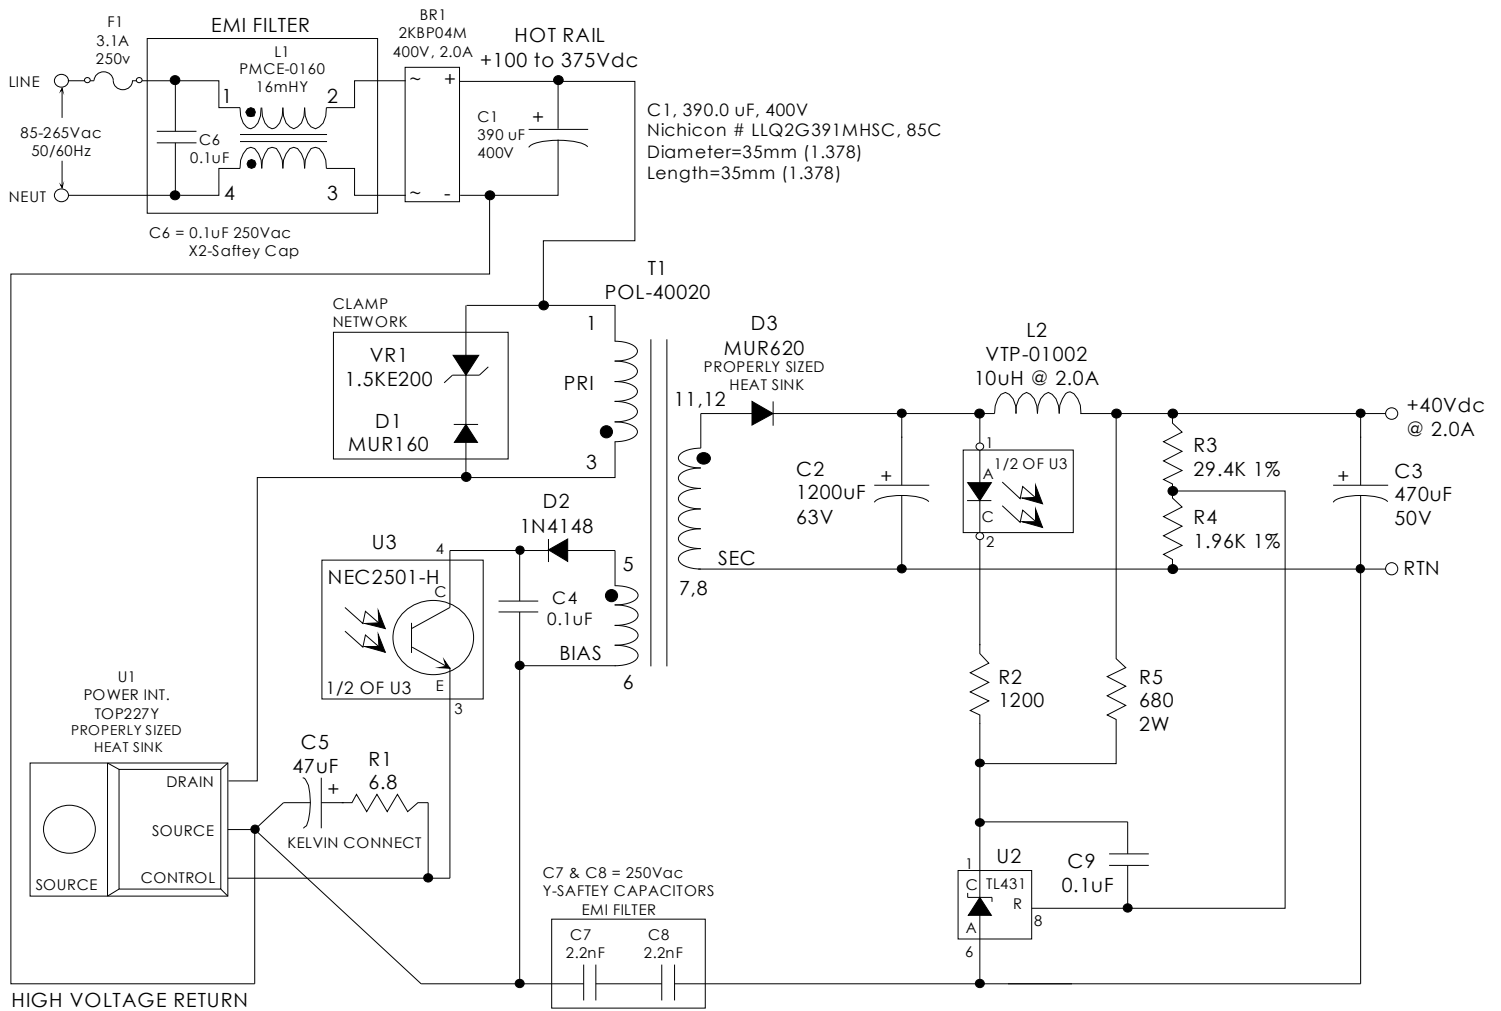 F1
3.1A
250v
EMI FILTER
L1
PMCE-0160
16mHY
BR1
2KBP04M
400V, 2.0A
HOT RAIL
+100 to 375Vdc
LINE
1
2
~
+
85-265Vac
50/60Hz
C6
0.1uF
C1
390 uF
400V
+
C1, 390.0 uF, 400V
Nichicon # LLQ2G391MHSC, 85C
Diameter=35mm (1.378)
Length=35mm (1.378)
NEUT
4
3
~
-
C6 = 0.1uF 250Vac
X2-Saftey Cap
T1
POL-40020
CLAMP
NETWORK
VR1
1.5KE200
D1
MUR160
1
PRI
3
D3
MUR620
PROPERLY SIZED
HEAT SINK
11,12
L2
VTP-01002
10uH @ 2.0A
+40Vdc
@ 2.0A
C2
1200uF
63V
+
1
1/2 OF U3
A
C
2
R3
29.4K 1%
R4
1.96K 1%
+
C3
470uF
50V
SEC
7,8
RTN
D2
1N4148
U3
4
NEC2501-H
C
C4
0.1uF
5
BIAS
6
1/2 OF U3
E
3
R2
1200
R5
680
2W
U1
POWER INT.
TOP227Y
PROPERLY SIZED
HEAT SINK
DRAIN
SOURCE
CONTROL
SOURCE
C5
47uF
+
R1
6.8
KELVIN CONNECT
C7 & C8 = 250Vac
Y-SAFTEY CAPACITORS
EMI FILTER
C7
2.2nF
C8
2.2nF
1
U2
C
TL431
R
A
8
6
C9
0.1uF
HIGH VOLTAGE RETURN